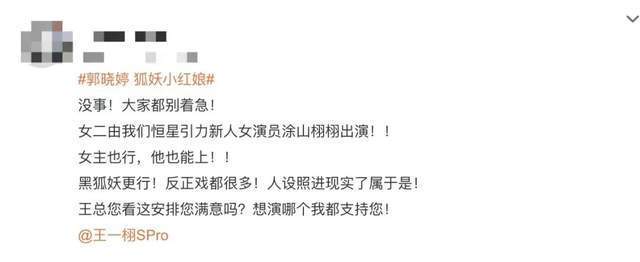 #郭晓婷 狐妖小红娘#
没事！大家都别着急！
女二由我们恒星引力新人女演员涂山栩栩出演！！
女主也行，他也能上！！
黑狐妖更行！反正戏都很多！人设照进现实了属于是！
王总您看这安排您满意吗？想演哪个我都支持您！
@王一栩SPro